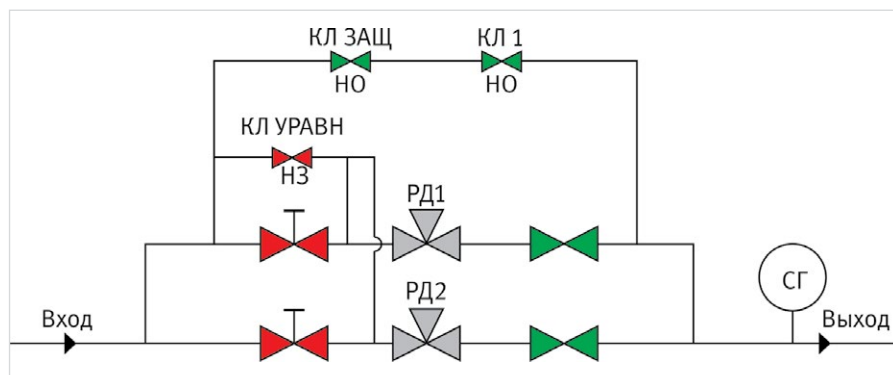 КЛ ЗАЩ КЛ 1
НО НО
КЛ УРАВН
НЗ
РД1
РД2
СГ
Вход Выход